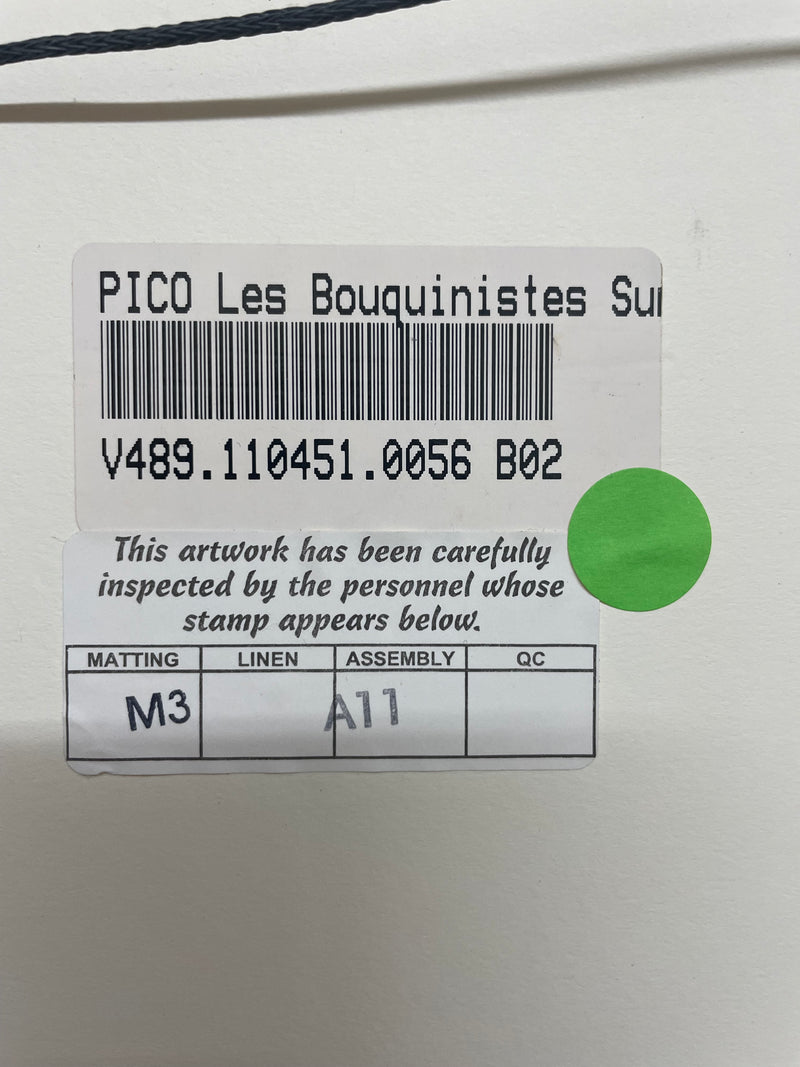 PICO Les Bouquinistes
V489.110451.0056 B02
This artwork has been carefully
inspected by the personnel whose
stamp appears below.
MATTING LINEN ASSEMBLY QC
M3 A11